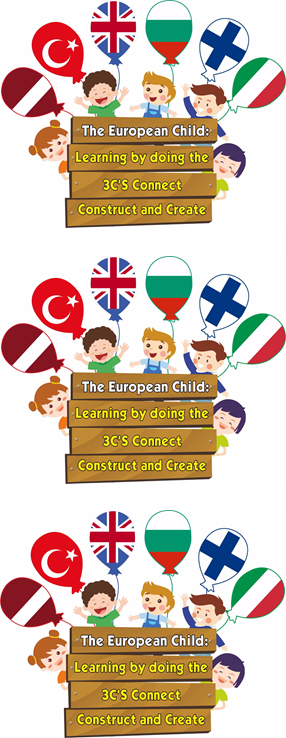 The European Child:
Learning by doing the
3C'S Connect
Construct and Create
The European Child:
Learning by doing the
3C'S Connect
Construct and Create
The European Child:
Learning by doing the
3C'S Connect
Construct and Create